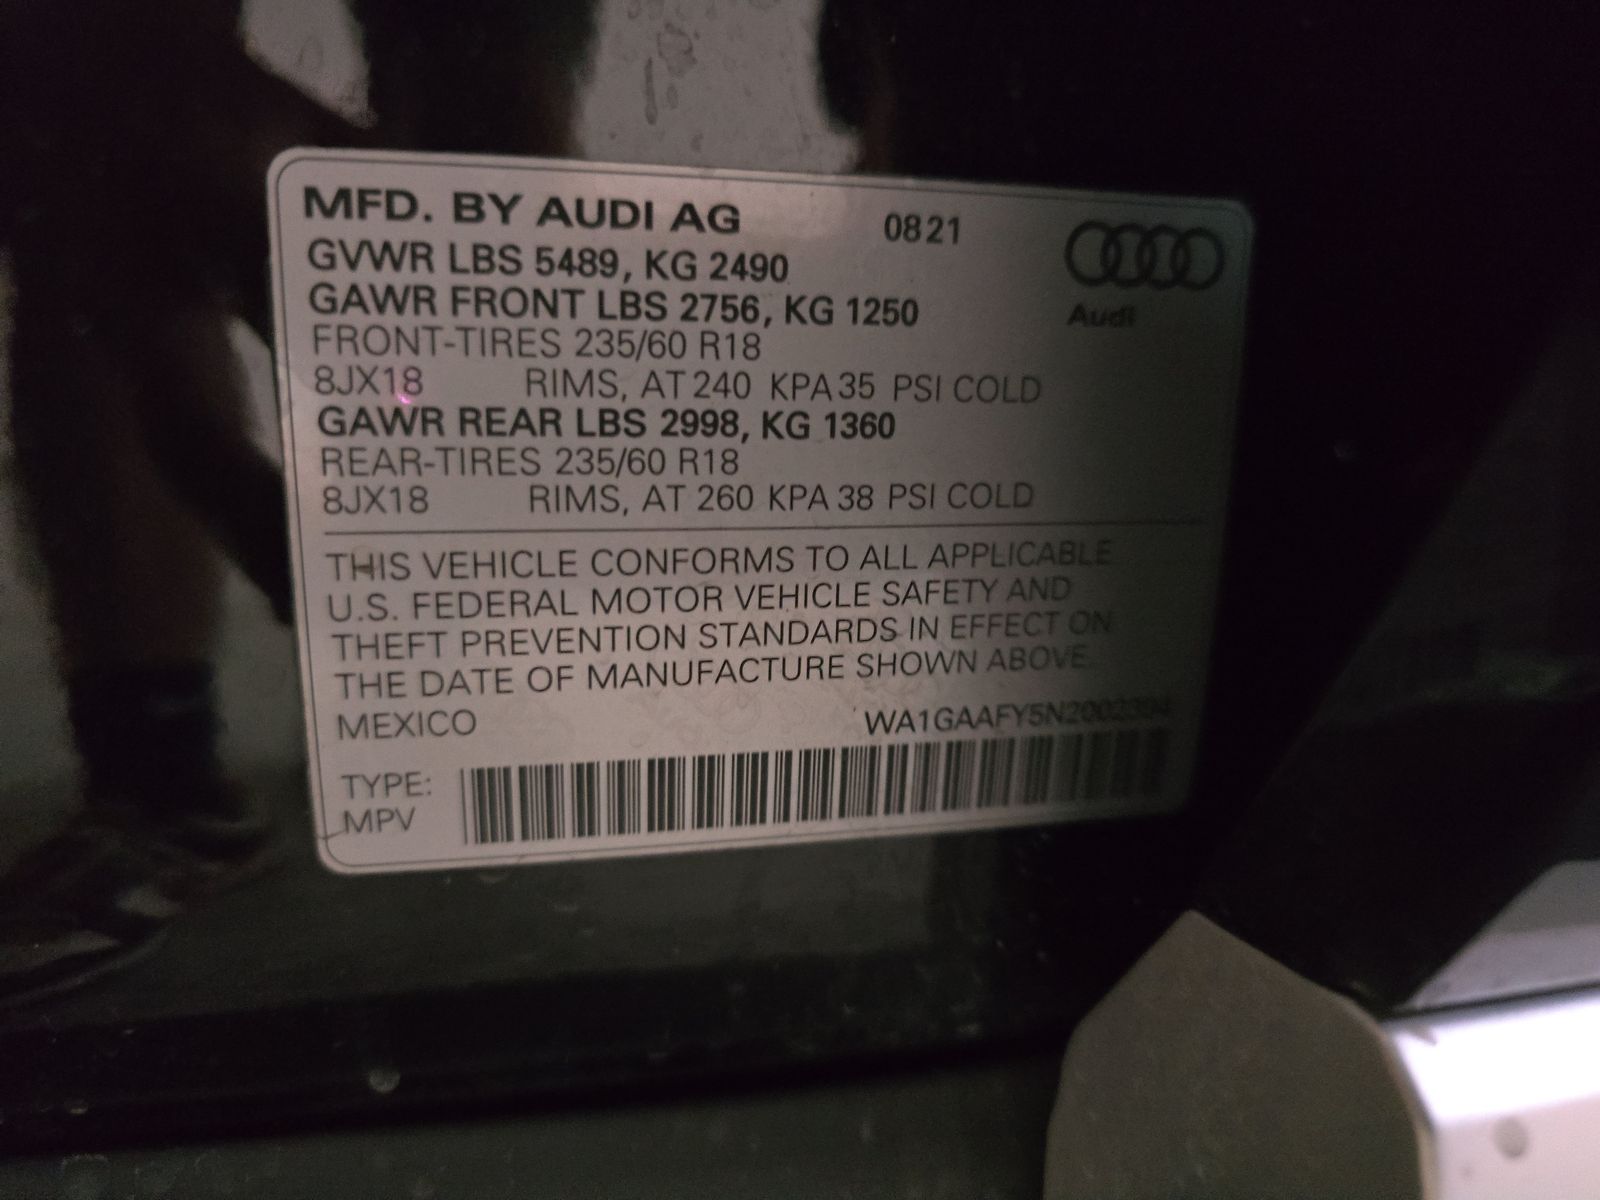 MFD. BY AUDI AG 0821
GVWR LBS 5489, KG 2490
GAWR FRONT LBS 2756, KG 1250
Audi
FRONT-TIRES 235/60 R18
8JX18 RIMS, AT 240 KPA 35 PSI COLD
GAWR REAR LBS 2998, KG 1360
REAR-TIRES 235/60 R18
8JX18 RIMS, AT 260 KPA 38 PSI COLD
THIS VEHICLE CONFORMS TO ALL APPLICABLE
U.S. FEDERAL MOTOR VEHICLE SAFETY AND
THEFT PREVENTION STANDARDS IN EFFECT ON
THE DATE OF MANUFACTURE SHOWN ABOVE.
MEXICO
TYPE:
MPV